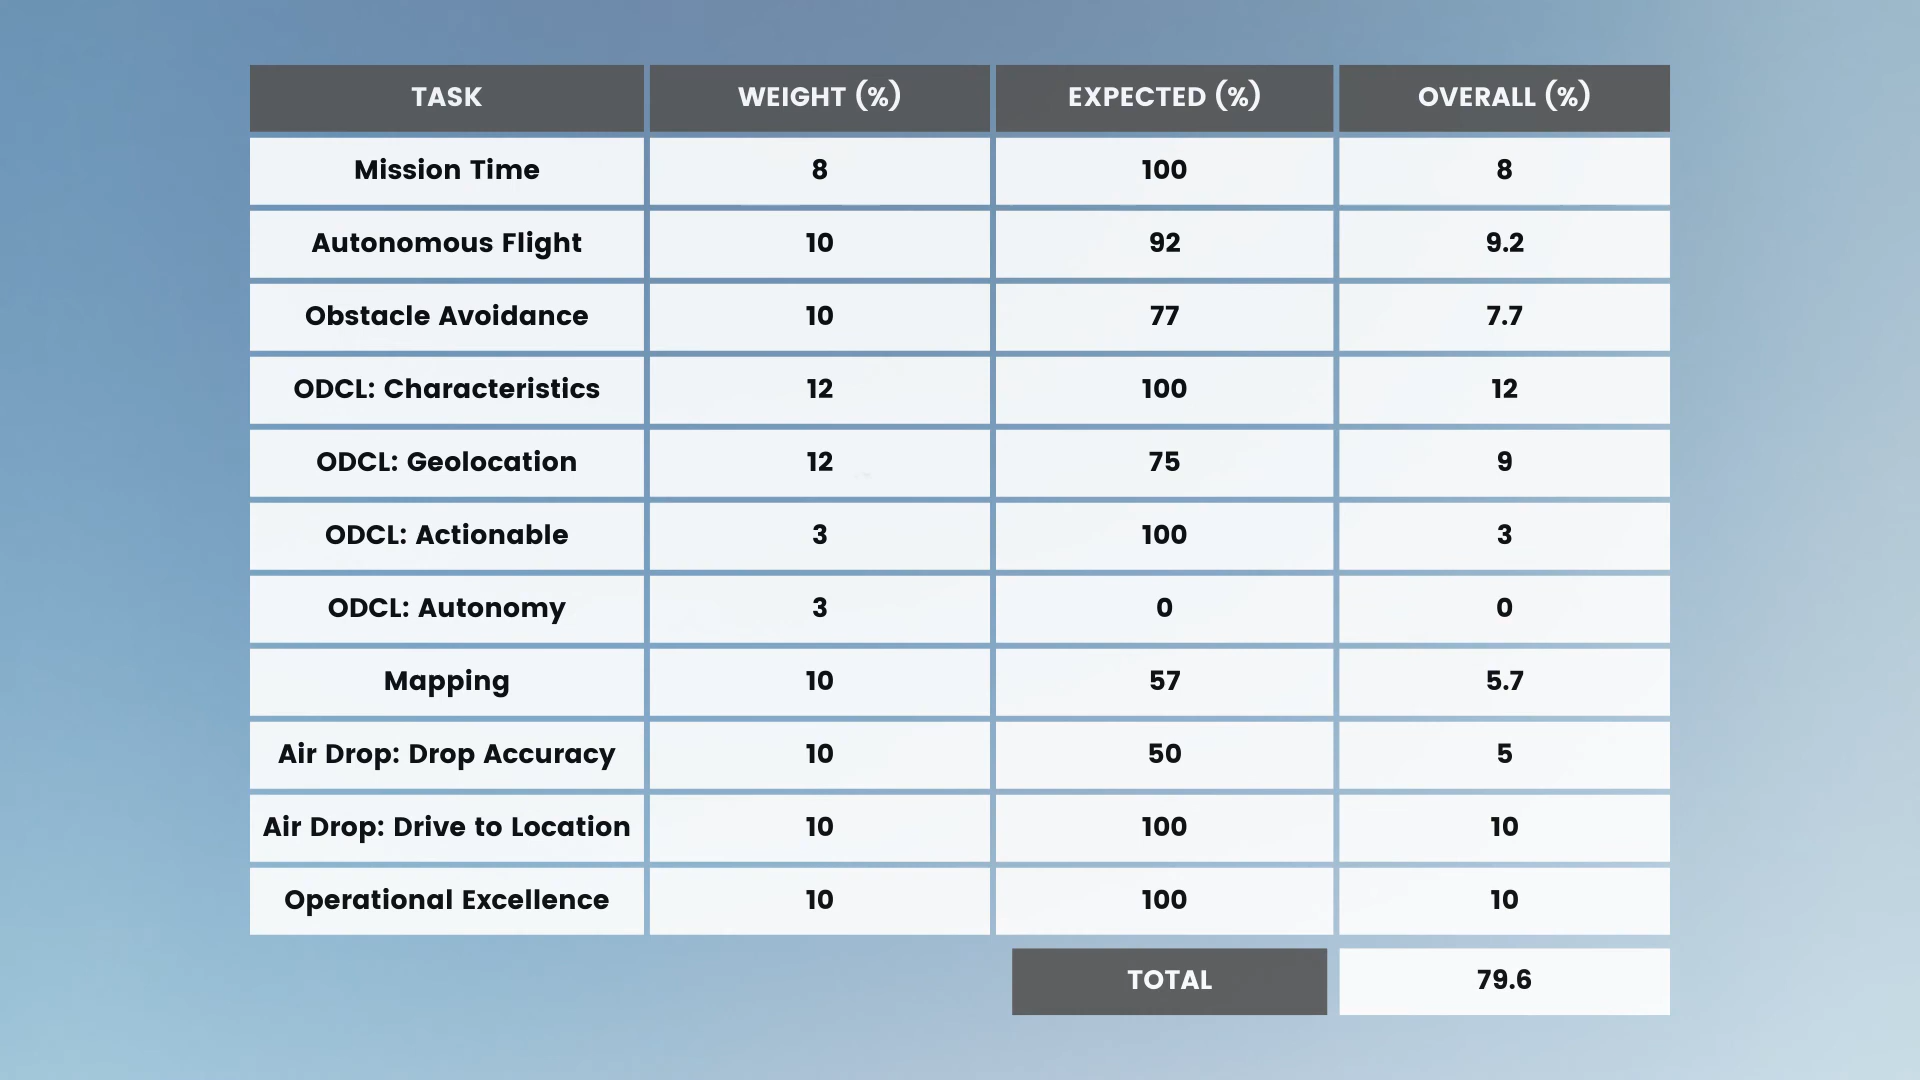 TASK WEIGHT (%) EXPECTED (%) OVERALL (%)
Mission Time 8 100 8
Autonomous Flight 10 92 9.2
Obstacle Avoidance 10 77 7.7
ODCL: Characteristics 12 100 12
ODCL: Geolocation 12 75 9
ODCL: Actionable 3 100 3
ODCL: Autonomy 3 0 0
Mapping 10 57 5.7
Air Drop: Drop Accuracy 10 50 5
Air Drop: Drive to Location 10 100 10
Operational Excellence 10 100 10
TOTAL 79.6